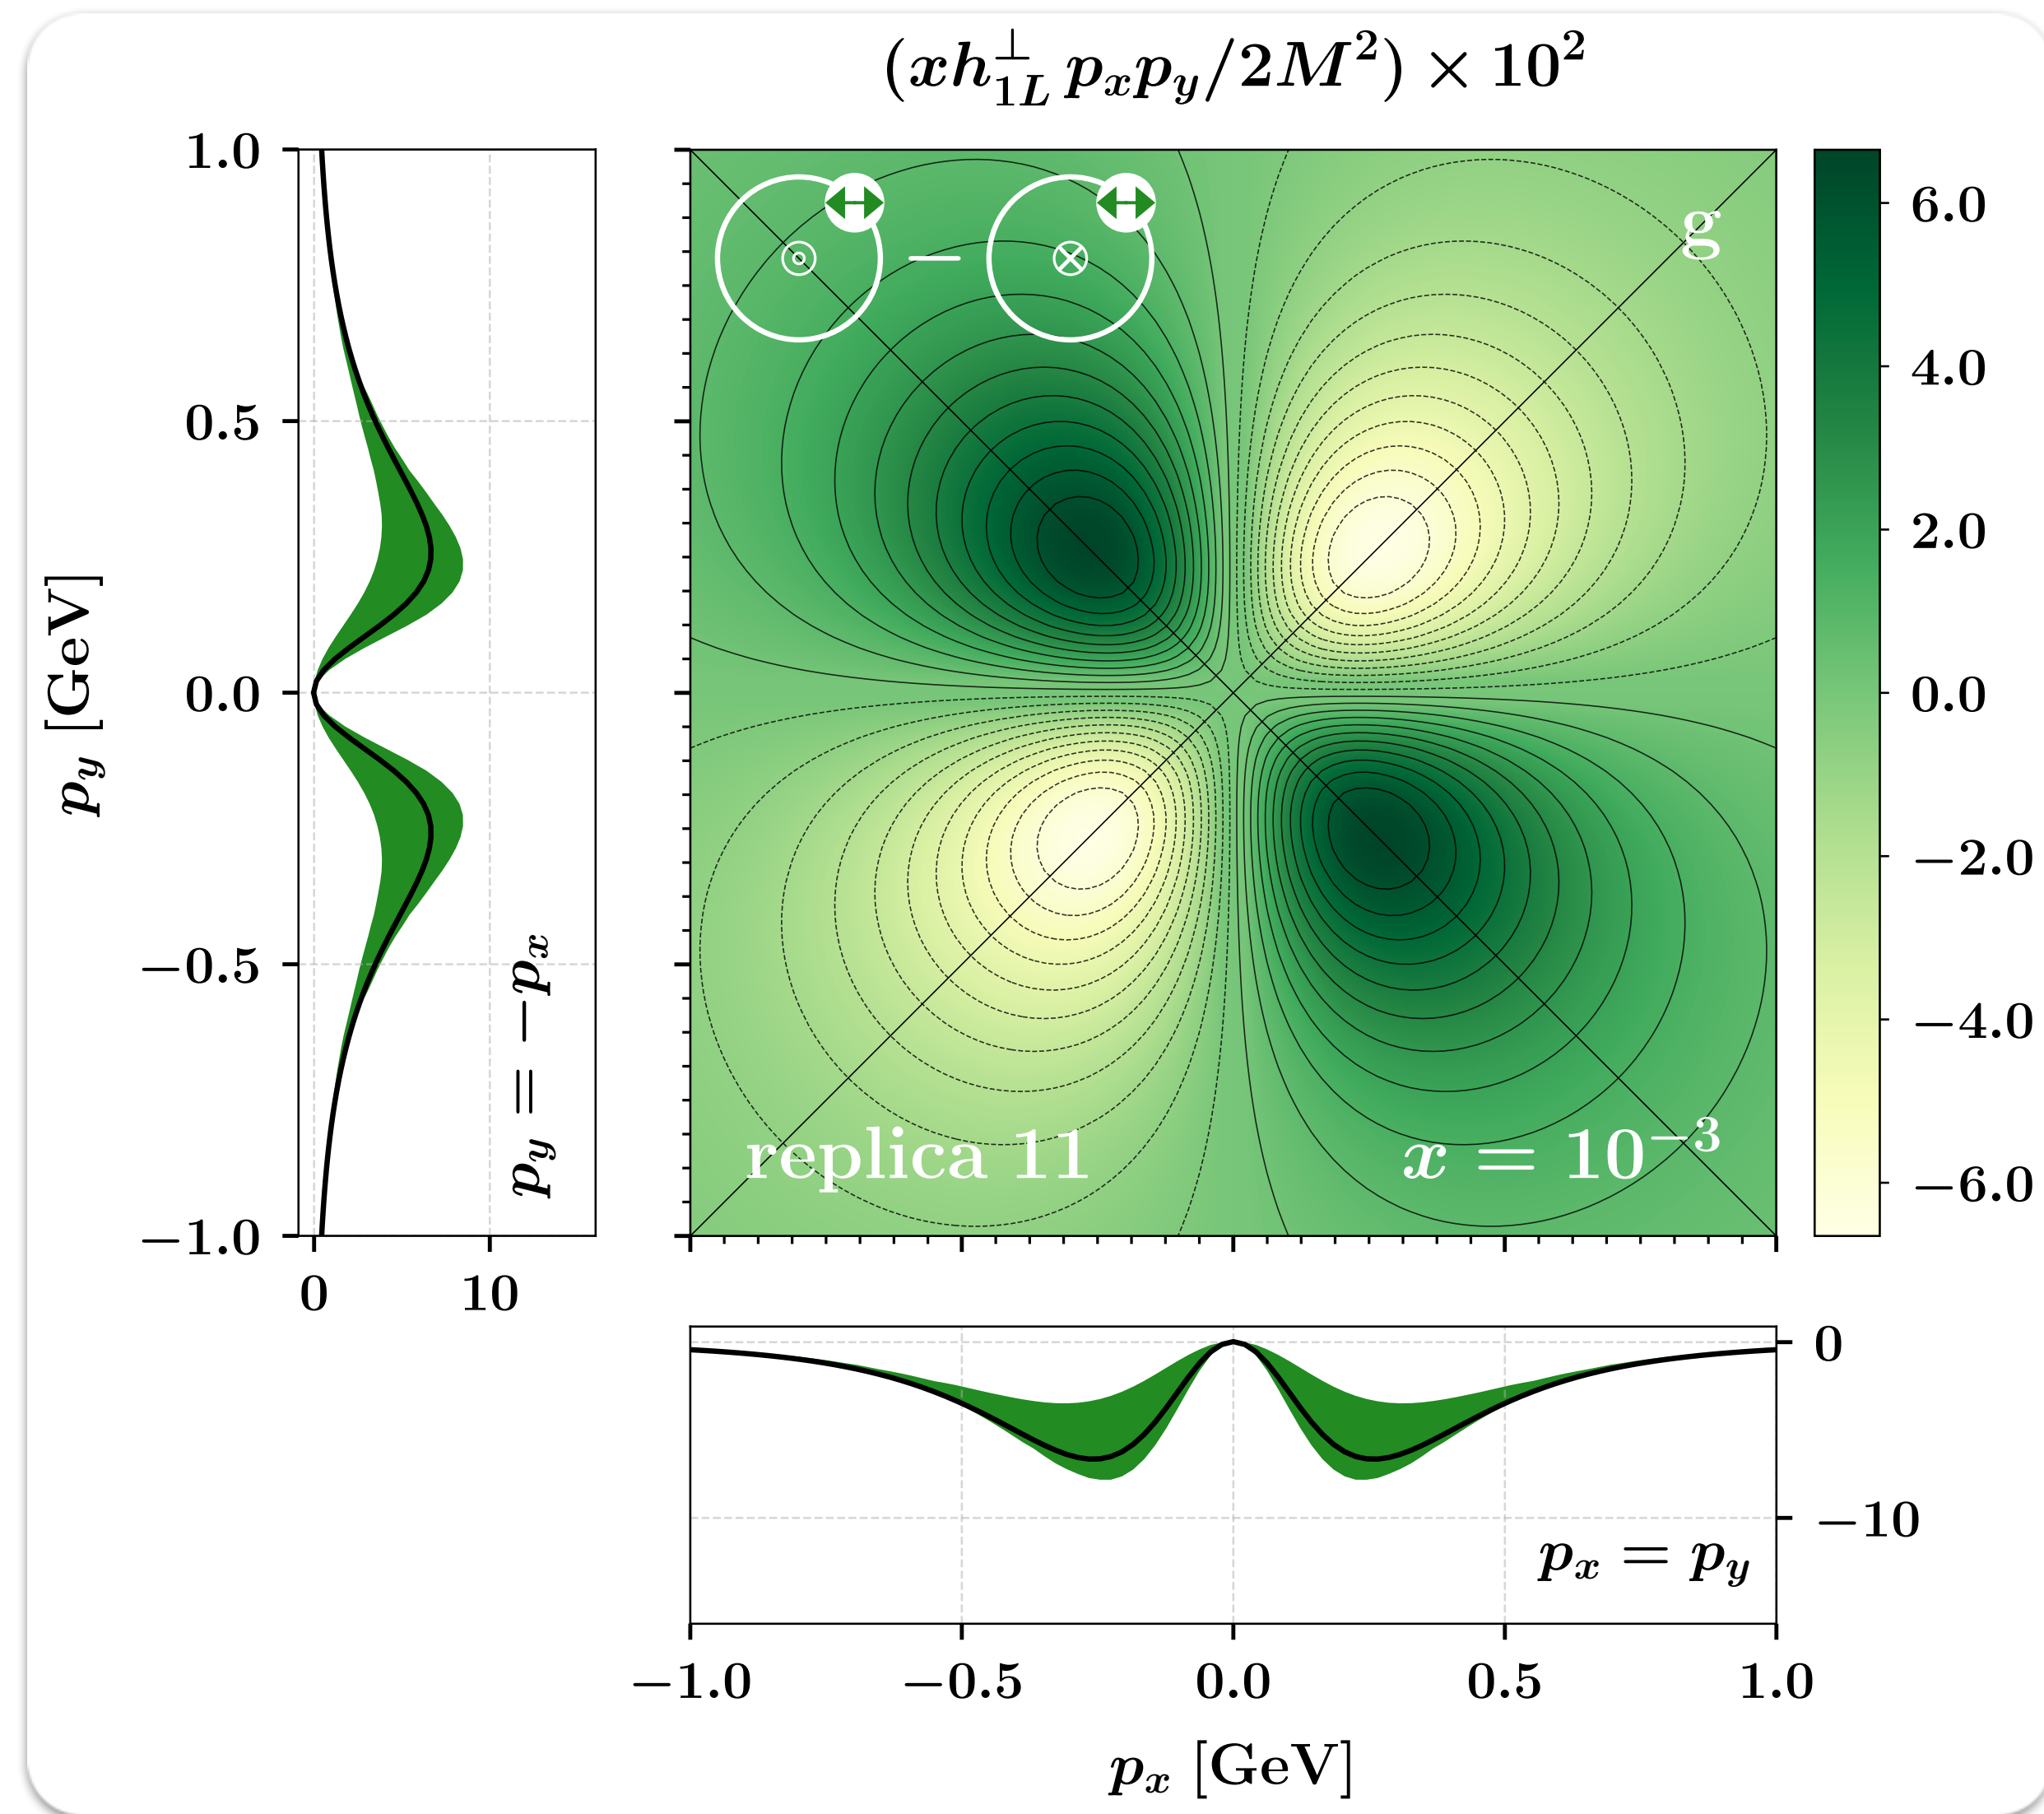 (xh⊥1L pxpy/2M²) × 10²
1.0
0.5
0.0
−0.5
−1.0
py [GeV]
0 10
py = −px
g
replica 11
x = 10⁻³
6.0
4.0
2.0
0.0
−2.0
−4.0
−6.0
0
−10
px = py
−1.0 −0.5 0.0 0.5 1.0
px [GeV]